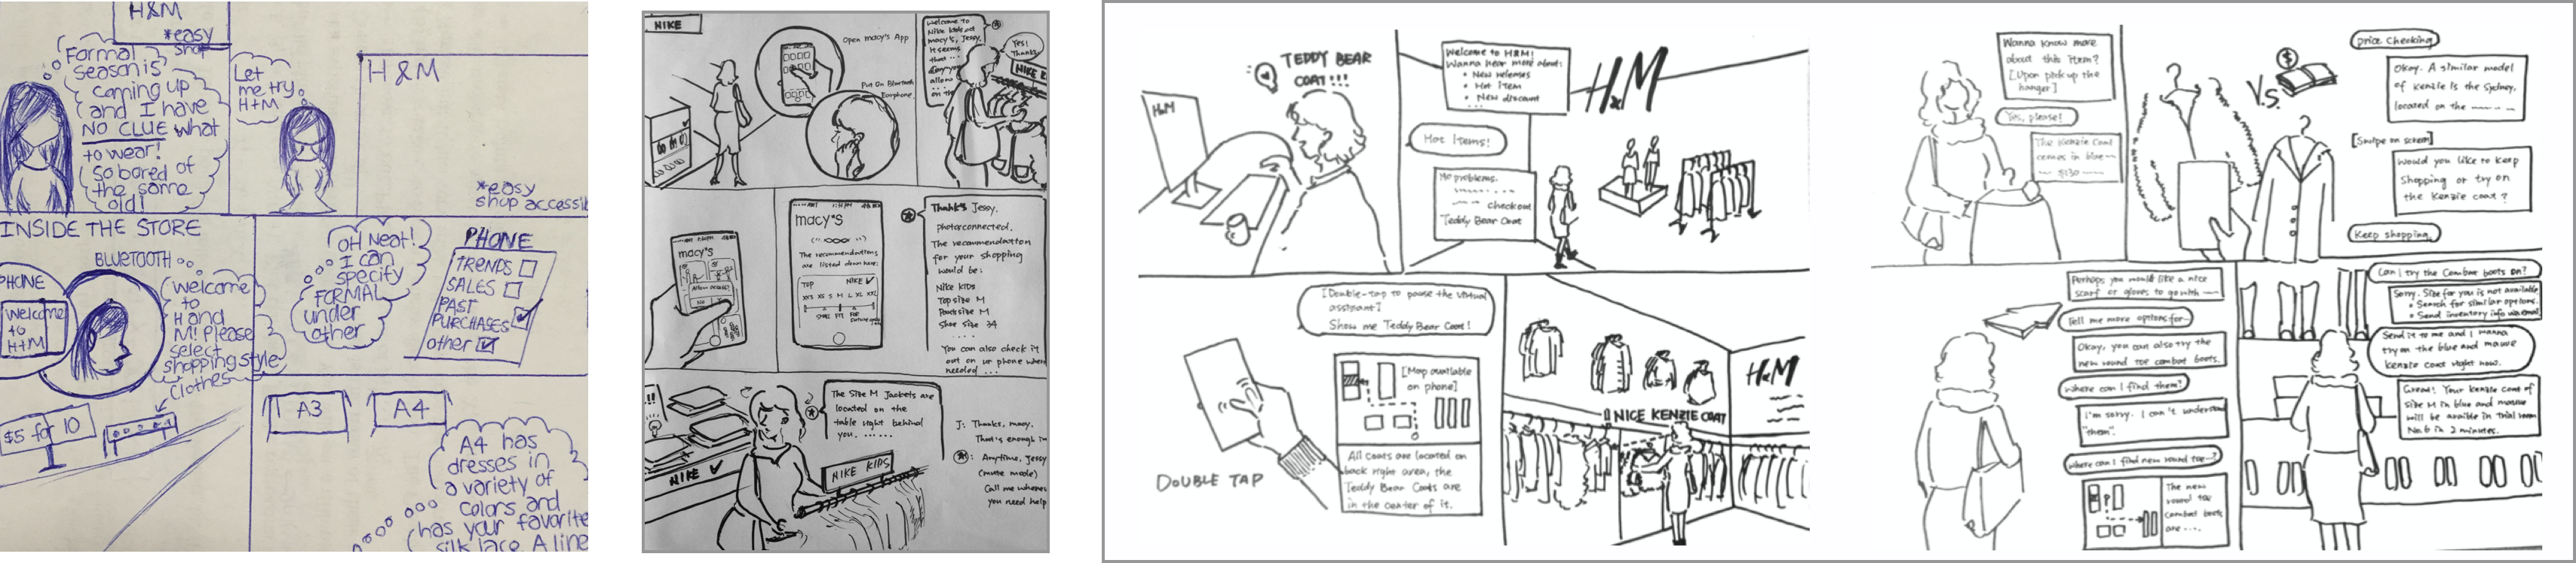 H&M
*easy
shop
Formal
Season is
coming up
and I have
NO CLUE what
to wear!
So bored of
the same
old!
Let
me try
H+M
H&M
*easy
shop accessib
INSIDE THE STORE
BLUETOOTH
PHONE
Welcome
to
H+M
Welcome
to
H and
M! Please
select
shopping style
Clothes
$5 for 10
OH Neat!
I can
specify
FORMAL
under
other
PHONE
TRENDS
SALES
PAST
PURCHASES
other
A3
A4
A4 has
dresses in
a variety of
colors and
has your favorite
silk lace A line
NIKE
Open macy's App
Put On Bluetooth
Earphone.
Welcome to
Nike kids at
macy's, Jessy.
It seems
that
allow
on the
Yes!
Thanks
NIKE K
macy's
Allow access?
No
macy's
The recommendations
are listed down here:
TOP
NIKE
XXS XS S M L XL XXL
Thanks Jessy.
photo connected.
The recommendation
for your shopping
would be:
Nike kids
Top size M
Pack size M
Shoe size 34
You can also check it
out on ur phone when
needed ...
The Size M Jackets are
located on the
table right behind
you. ......
NIKE
NIKE KIDS
J: Thanks, macy.
That's enough in
: Anytime, Jessy
(mute mode)
Call me whenev
you need help
H&M
TEDDY BEAR
COAT!!!
Welcome to H&M!
Wanna hear more about:
• New releases
• Hot Item
• New discount
...
Hot Items!
No problems.
checkout
Teddy Bear Coat
H&M
[Double-tap to pause the virtual
assistant]
Show me Teddy Bear Coat!
DOUBLE TAP
[Map available
on phone]
All coats are located on
back right area, the
Teddy Bear Coats are
in the center of it.
NICE KENZIE COAT
H&M
Wanna know more
about this item?
[Upon pick up the
hanger]
Yes, please!
The Kenzie Coat
comes in blue
$130
V.S.
$
price checking
Okay. A similar model
of Kenzie is the Sydney.
located on the
[Swipe on screen]
Would you like to keep
shopping or try on
the Kenzie coat?
Keep shopping.
Perhaps you would like a nice
scarf or gloves to go with
Tell me more options for
Okay, you can also try the
new round toe combat boots.
Where can I find them?
I'm sorry. I can't understand
"them".
Where can I find new round toe—?
The new
round toe
combat boots
are ....
Can I try the Combat boots on?
Sorry. Size for you is not available
• Search for similar options.
• Send inventory info via email
Send it to me and I wanna
try on the blue and mauve
kenzie coat right now.
Great! Your kenzie coat of
size M in blue and mauve
will be availble in trial room
No.6 in 2 minutes.